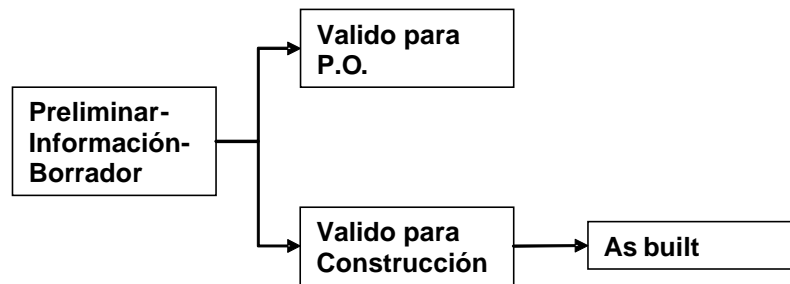 Valido para
P.O.
Preliminar-
Información-
Borrador
Valido para
Construcción
As built